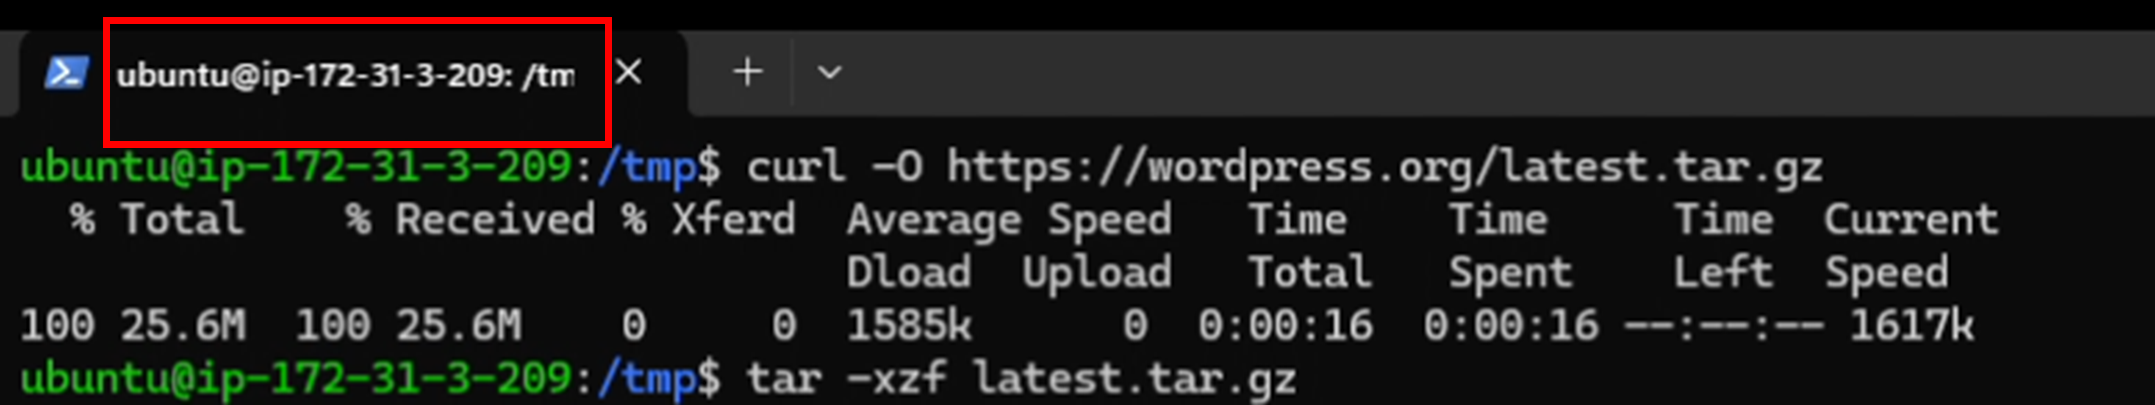 ubuntu@ip-172-31-3-209: /tm
ubuntu@ip-172-31-3-209:/tmp$ curl -O https://wordpress.org/latest.tar.gz
  % Total    % Received % Xferd  Average Speed   Time    Time     Time  Current
                                 Dload  Upload   Total   Spent    Left  Speed
100 25.6M  100 25.6M    0     0  1585k      0  0:00:16  0:00:16 --:--:-- 1617k
ubuntu@ip-172-31-3-209:/tmp$ tar -xzf latest.tar.gz